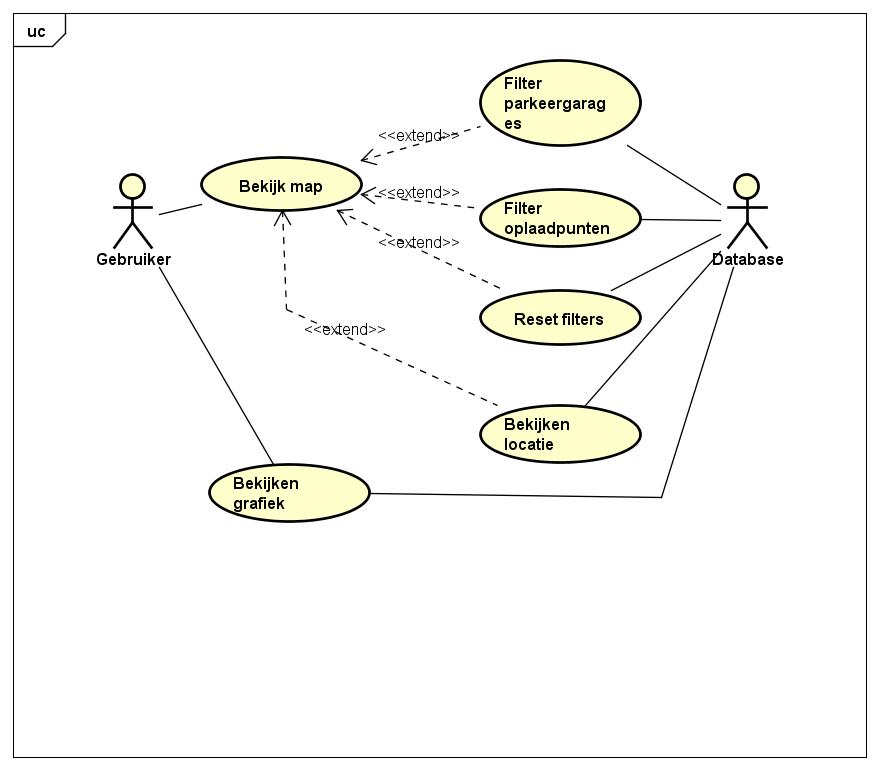 uc
Filter
parkeergarag
es
<<extend>>
Bekijk map
<<extend>>
Filter
oplaadpunten
<<extend>>
Gebruiker
Database
Reset filters
<<extend>>
Bekijken
locatie
Bekijken
grafiek